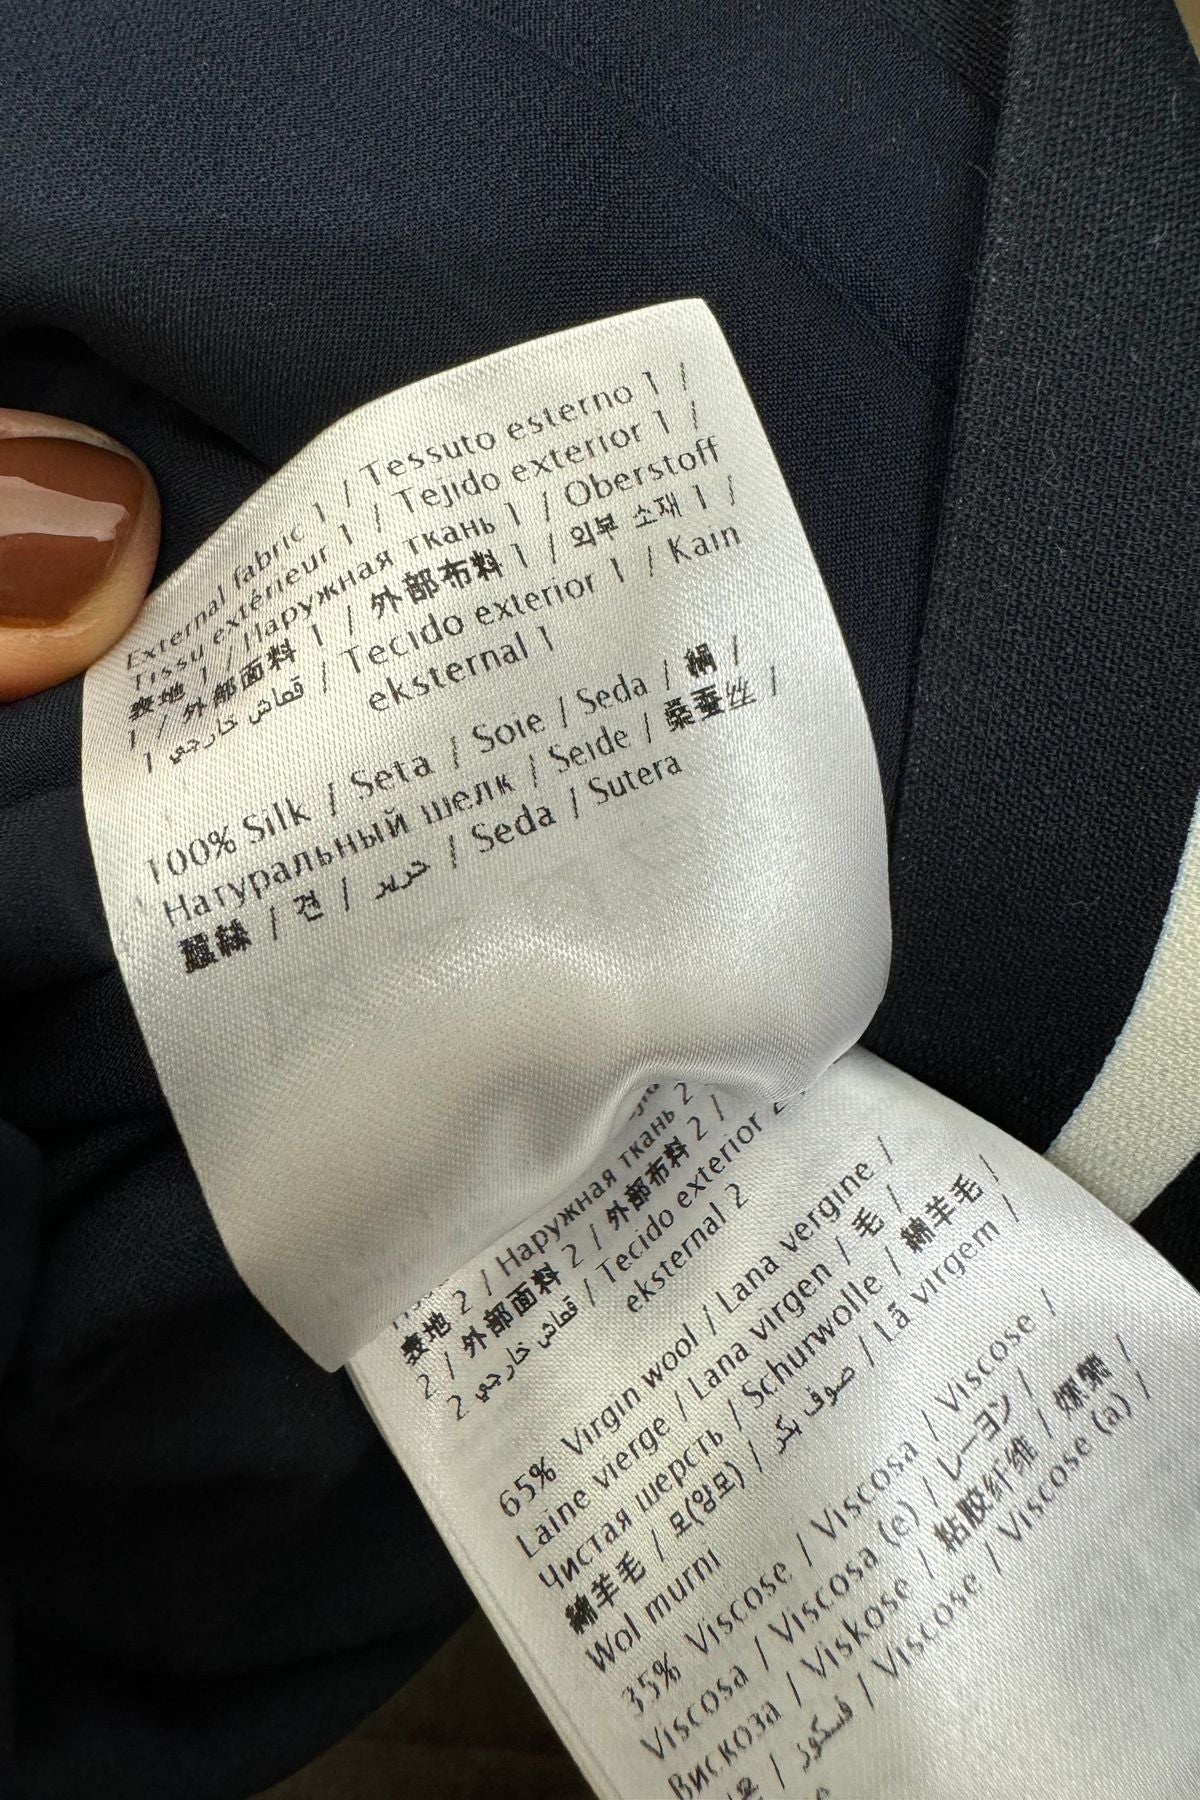 External fabric 1 / Tessuto esterno 1 /
Tissu extérieur 1 / Tejido exterior 1 /
表地 1 / Наружная ткань 1 / Oberstoff
1 / 外部面料 1 / 外部布料 1 / 외부 소재 1 /
قماش خارجي 1 / Tecido exterior 1 / Kain
eksternal 1
100% Silk / Seta / Soie / Seda / 絹 /
Натуральный шелк / Seide / 桑蚕丝 /
蠶絲 / 견 / حرير / Seda / Sutera
表地 2 / Наружная ткань 2
2 / 外部面料 2 / 外部布料 2 /
قماش خارجي 2 / Tecido exterior 2
eksternal 2
65% Virgin wool / Lana vergine /
Laine vierge / Lana virgen / 毛 /
Чистая шерсть / Schurwolle / 綿羊毛 /
綿羊毛 / 모(양모) / صوف بكر / Lã virgem /
Wol murni
35% Viscose / Viscosa / Viscose /
Viscosa / Viscosa (e) / レーヨン /
Вискоза / Viskose / 粘胶纤维 / 嫘縈 /
/ فسكوز / Viscose / Viscose (a) /